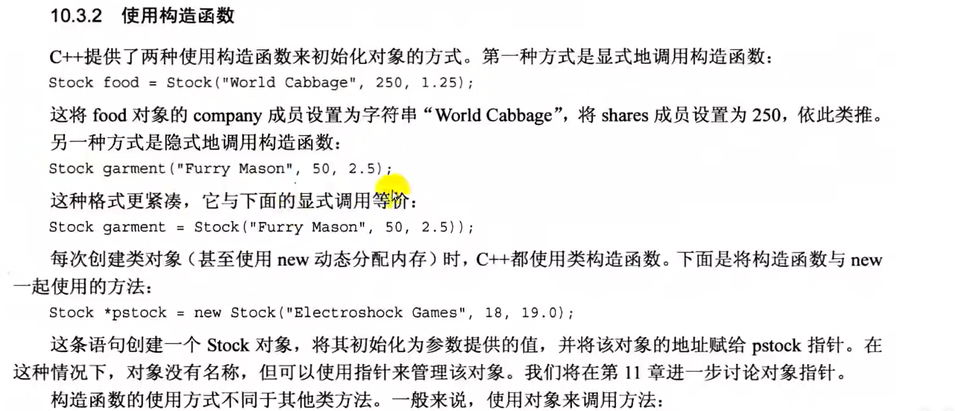 10.3.2 使用构造函数
C++提供了两种使用构造函数来初始化对象的方式。第一种方式是显式地调用构造函数：
Stock food = Stock("World Cabbage", 250, 1.25);
这将 food 对象的 company 成员设置为字符串“World Cabbage”，将 shares 成员设置为 250，依此类推。
另一种方式是隐式地调用构造函数：
Stock garment("Furry Mason", 50, 2.5);
这种格式更紧凑，它与下面的显式调用等价：
Stock garment = Stock("Furry Mason", 50, 2.5));
每次创建类对象（甚至使用 new 动态分配内存）时，C++都使用类构造函数。下面是将构造函数与 new
一起使用的方法：
Stock *pstock = new Stock("Electroshock Games", 18, 19.0);
这条语句创建一个 Stock 对象，将其初始化为参数提供的值，并将该对象的地址赋给 pstock 指针。在
这种情况下，对象没有名称，但可以使用指针来管理该对象。我们将在第 11 章进一步讨论对象指针。
构造函数的使用方式不同于其他类方法。一般来说，使用对象来调用方法：